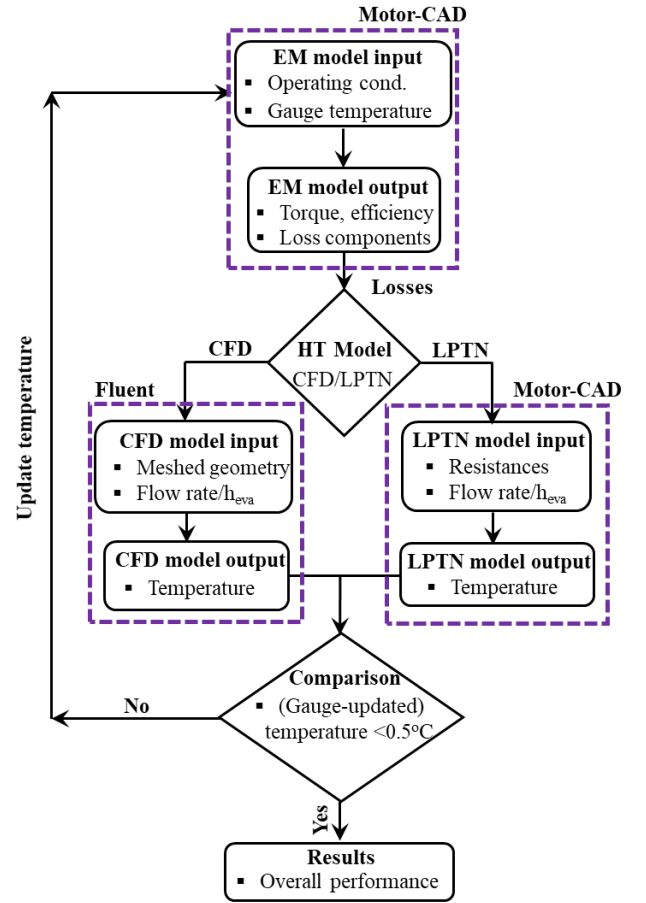 Motor-CAD
EM model input
▪ Operating cond.
▪ Gauge temperature
EM model output
▪ Torque, efficiency
▪ Loss components
Losses
HT Model
CFD/LPTN
CFD
LPTN
Fluent
Motor-CAD
CFD model input
▪ Meshed geometry
▪ Flow rate/hₑᵥₐ
LPTN model input
▪ Resistances
▪ Flow rate/hₑᵥₐ
CFD model output
▪ Temperature
LPTN model output
▪ Temperature
Update temperature
Comparison
▪ (Gauge-updated)
temperature <0.5°C
No
Yes
Results
▪ Overall performance